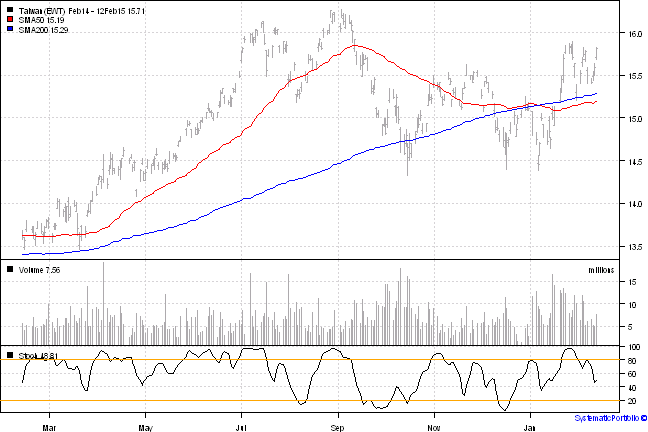 Taiwan (EWT) Feb14 - 12Feb15 15.71
SMA50 15.19
SMA200 15.29
16.0
15.5
15.0
14.5
14.0
13.5
Volume 7.56
millions
15
10
5
Stoch 48.81
100
80
60
40
20
Mar May Jul Sep Nov Jan
SystematicPortfolio ©